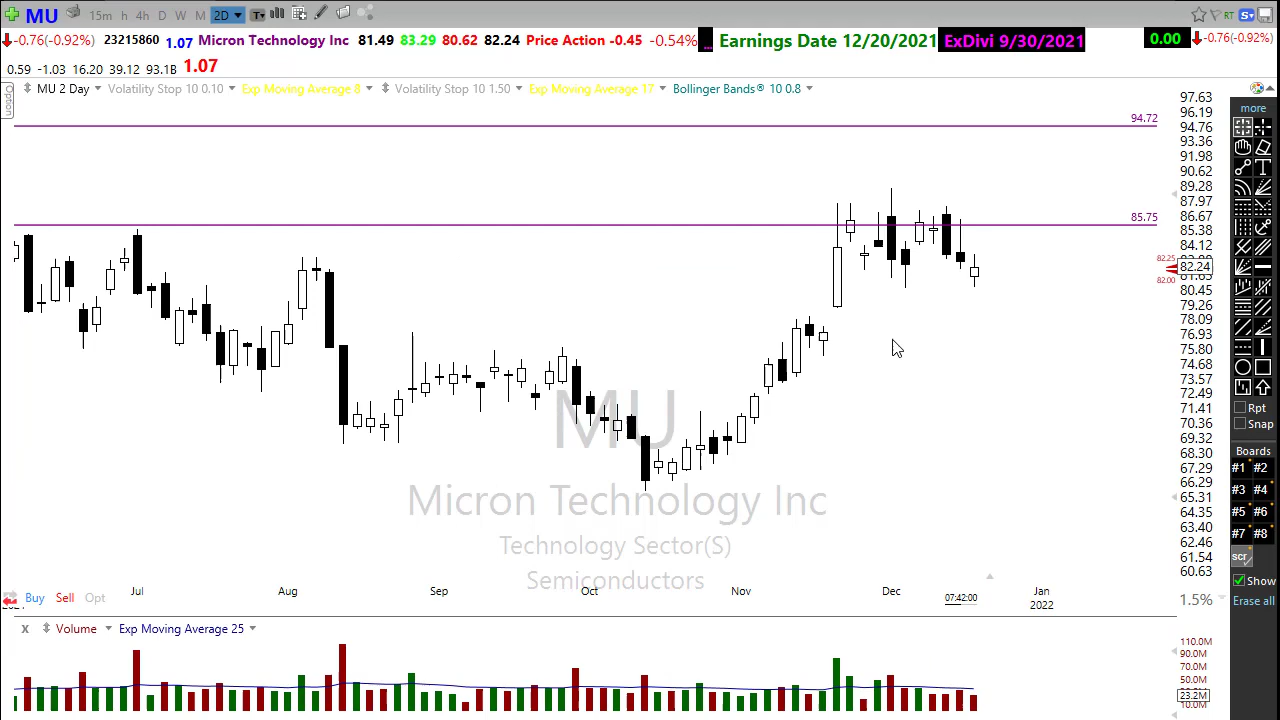 MU 15m h 4h D W M 2D T RT S
-0.76(-0.92%) 23215860 1.07 Micron Technology Inc 81.49 83.29 80.62 82.24 Price Action -0.45 -0.54% ... Earnings Date 12/20/2021 ExDivi 9/30/2021 0.00 -0.76(-0.92%)
0.59 -1.03 16.20 39.12 93.1B 1.07
Option
MU 2 Day Volatility Stop 10 0.10 Exp Moving Average 8 Volatility Stop 10 1.50 Exp Moving Average 17 Bollinger Bands® 10 0.8
97.63
more
94.72
96.19
94.76
93.36
91.98
90.62
89.28
87.97
85.75
86.67
85.38
84.12
82.25
82.24
82.00
80.45
79.26
78.09
76.93
75.80
74.68
73.57
72.49
MU
71.41
Rpt
70.36
Snap
69.32
68.30
Boards
67.29
#1 #2
66.29
Micron Technology Inc
65.31
#3 #4
64.35
#5 #6
63.40
#7 #8
Technology Sector(S)
62.46
61.54
scr
60.63
Semiconductors
Show
Jul Aug Sep Oct Nov Dec Jan
Buy Sell Opt
07:42:00
2022
1.5%
Erase all
x Volume Exp Moving Average 25
110.0M
90.0M
70.0M
50.0M
23.2M
10.0M